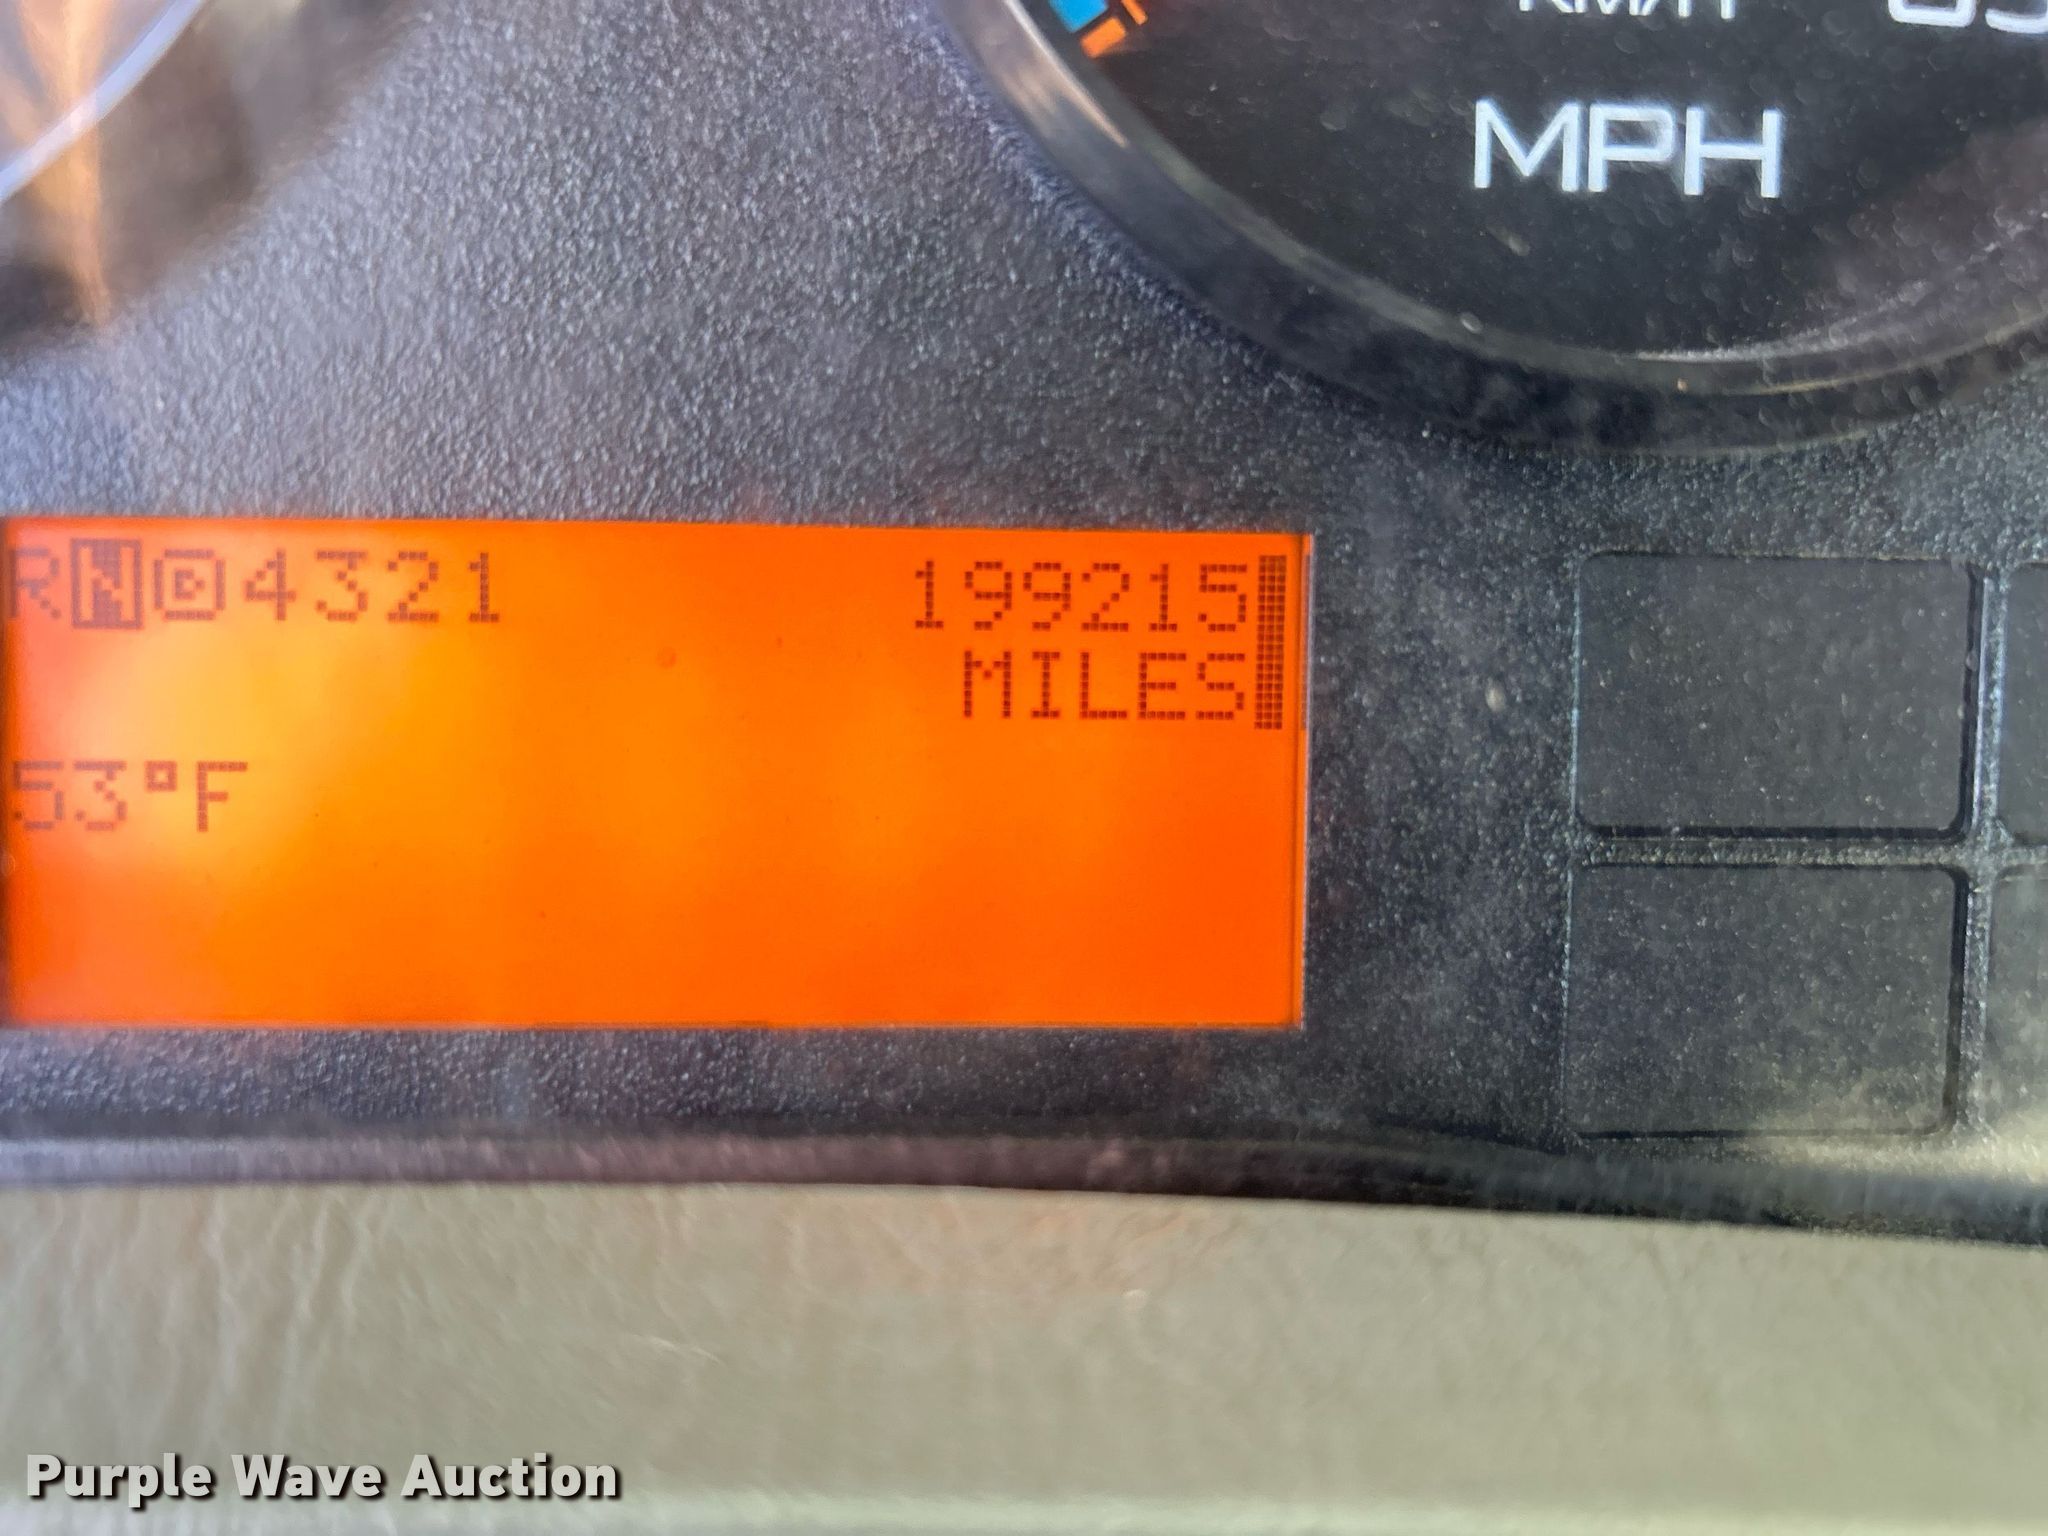 MPH
RND4321 199215
MILES
53°F
Purple Wave Auction